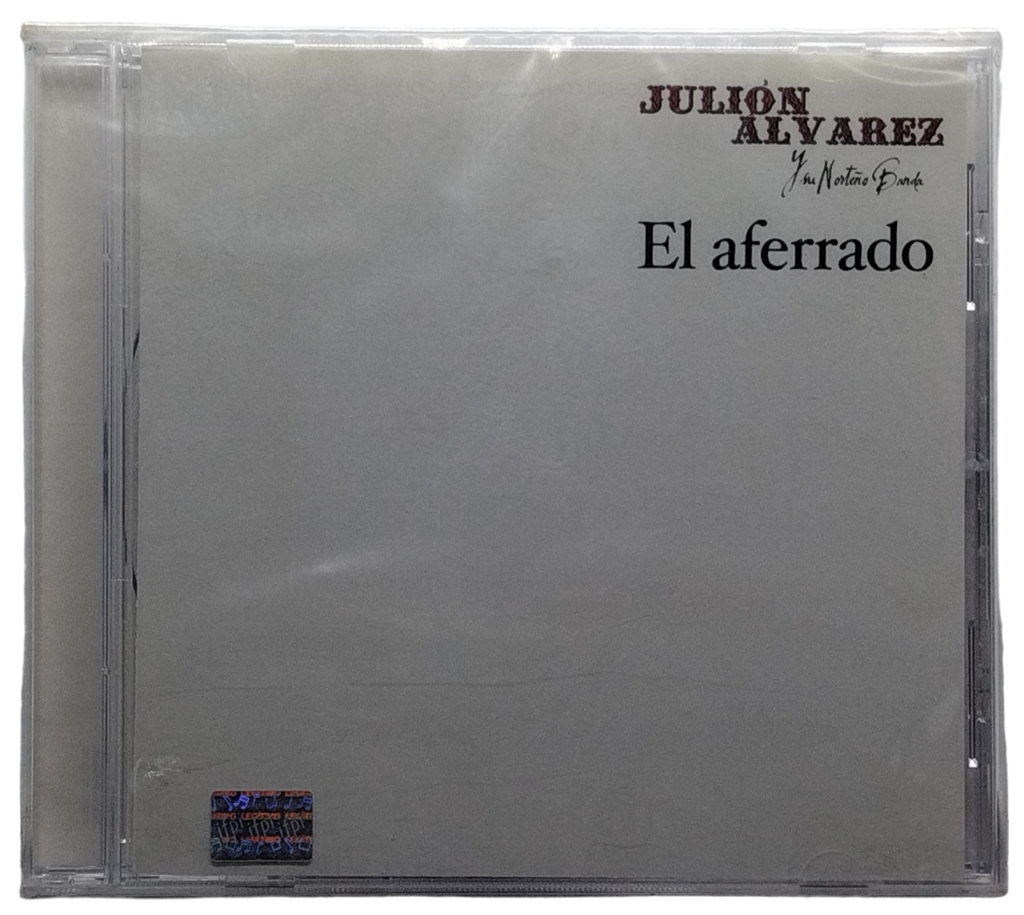 JULIÓN
ALVAREZ
y su Norteño Banda
El aferrado